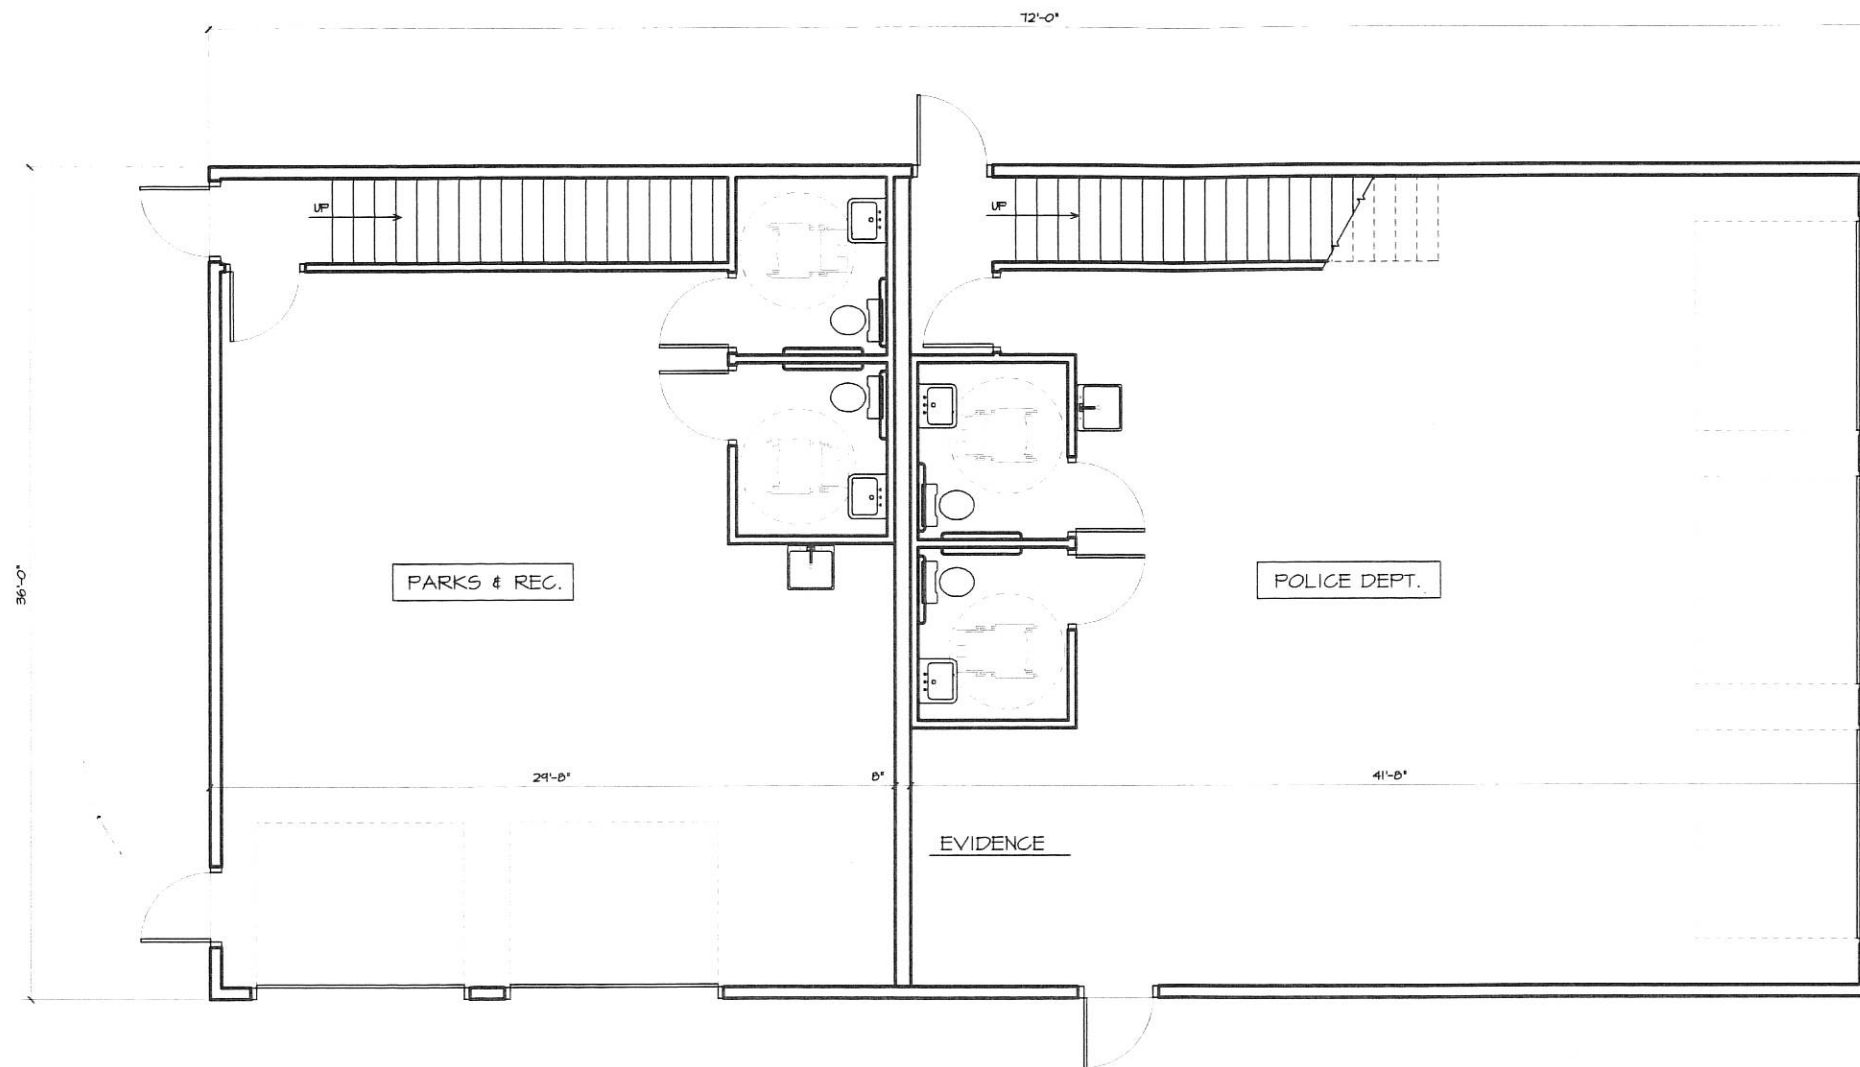 72'-0"
UP
UP
36'-0"
PARKS & REC.
POLICE DEPT.
29'-8"
8"
41'-8"
EVIDENCE